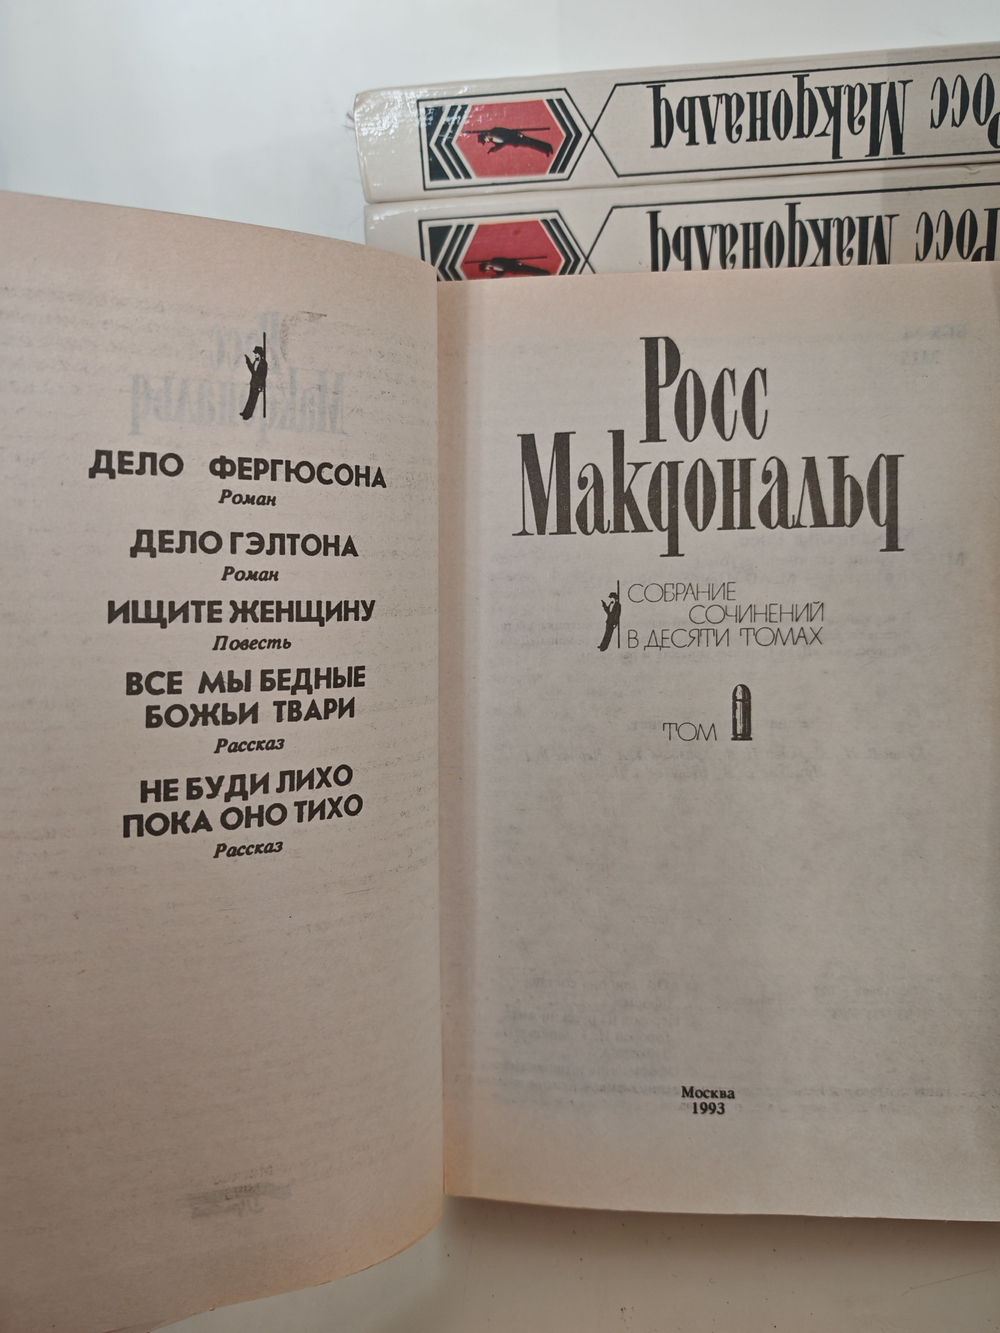 Росс Макдональд
Росс Макдональд
ДЕЛО ФЕРГЮСОНА
Роман
ДЕЛО ГЭЛТОНА
Роман
ИЩИТЕ ЖЕНЩИНУ
Повесть
ВСЕ МЫ БЕДНЫЕ
БОЖЬИ ТВАРИ
Рассказ
НЕ БУДИ ЛИХО
ПОКА ОНО ТИХО
Рассказ
Росс
Макдональд
СОБРАНИЕ
СОЧИНЕНИЙ
В ДЕСЯТИ ТОМАХ
ТОМ 1
Москва
1993